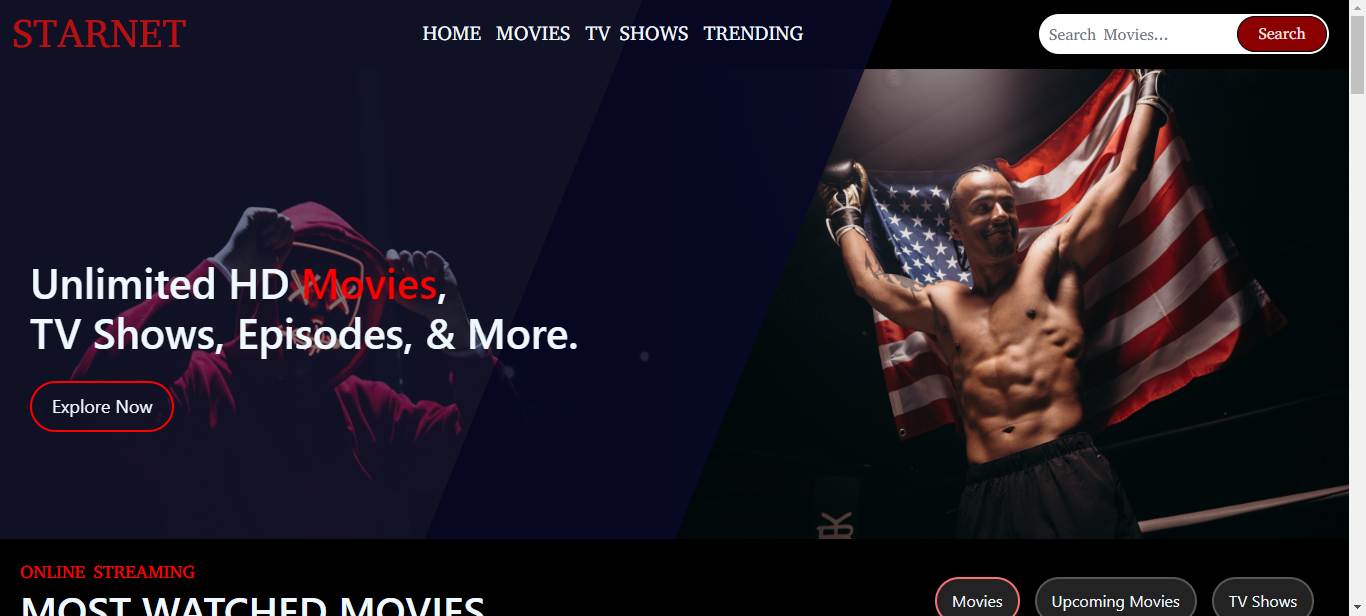 STARNET
HOME MOVIES TV SHOWS TRENDING
Search Movies...
Search
Unlimited HD Movies,
TV Shows, Episodes, & More.
Explore Now
ONLINE STREAMING
MOST WATCHED MOVIES
Movies
Upcoming Movies
TV Shows